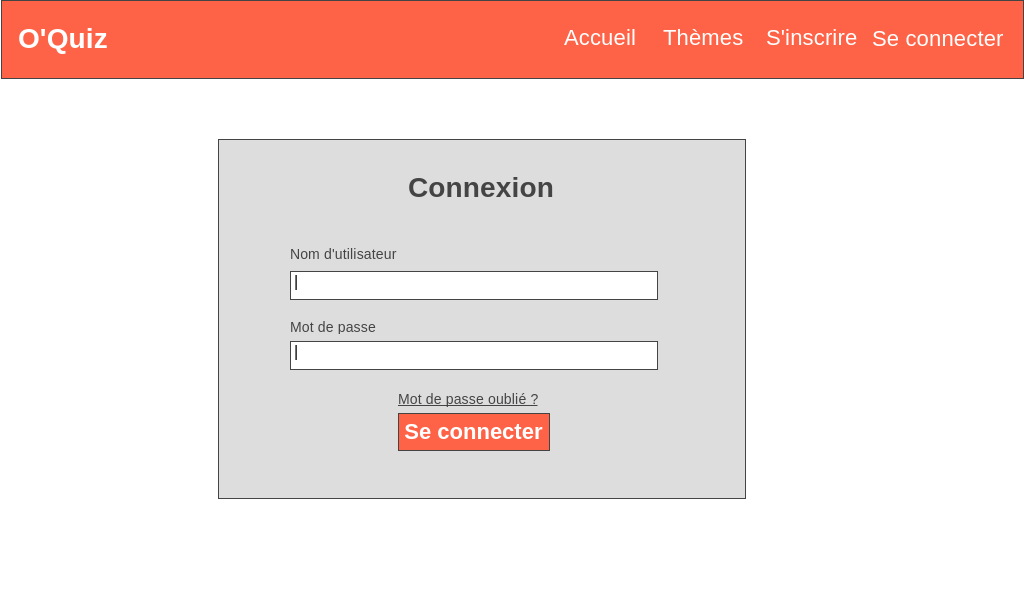 O'Quiz
Accueil Thèmes S'inscrire Se connecter
Connexion
Nom d'utilisateur
Mot de passe
Mot de passe oublié ?
Se connecter